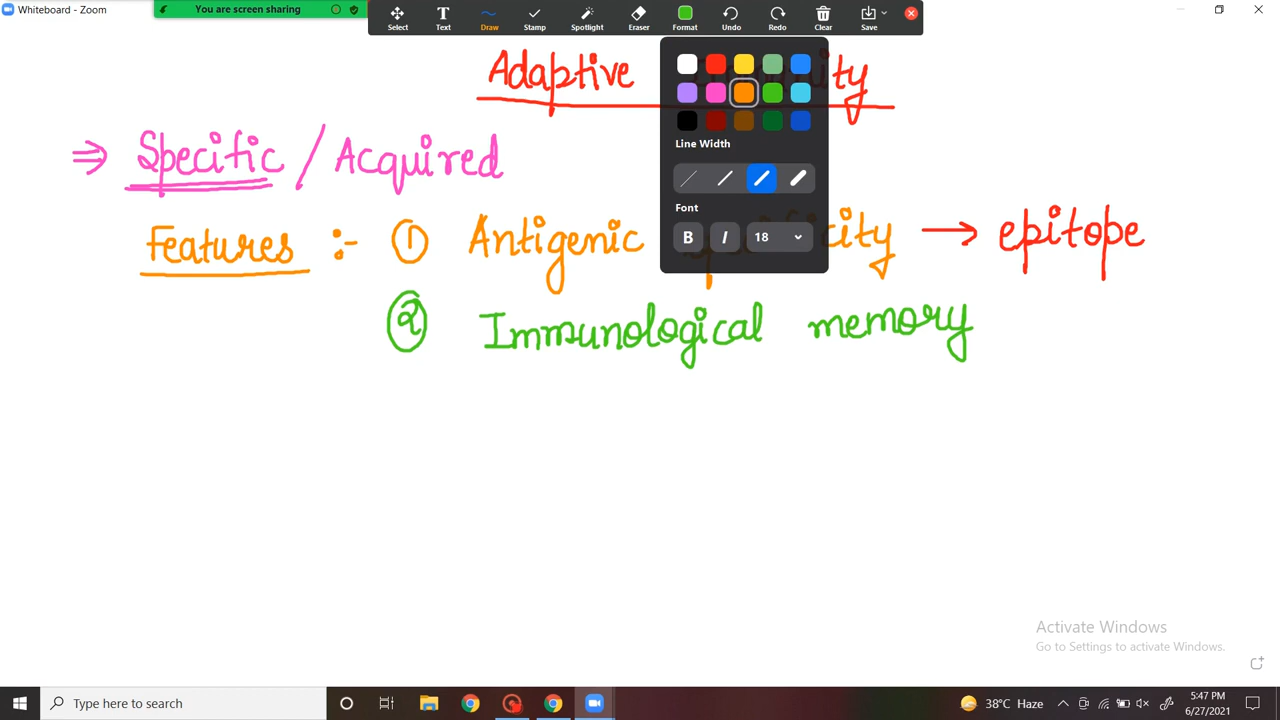 Whiteboard - Zoom
You are screen sharing
Select Text Draw Stamp Spotlight Eraser Format Undo Redo Clear Save
Adaptive
⇒ Specific / Acquired
Line Width
Font
B I 18
Features :- ① Antigenic → epitope
② Immunological memory
Activate Windows
Go to Settings to activate Windows.
Type here to search
38°C Haze
5:47 PM
6/27/2021